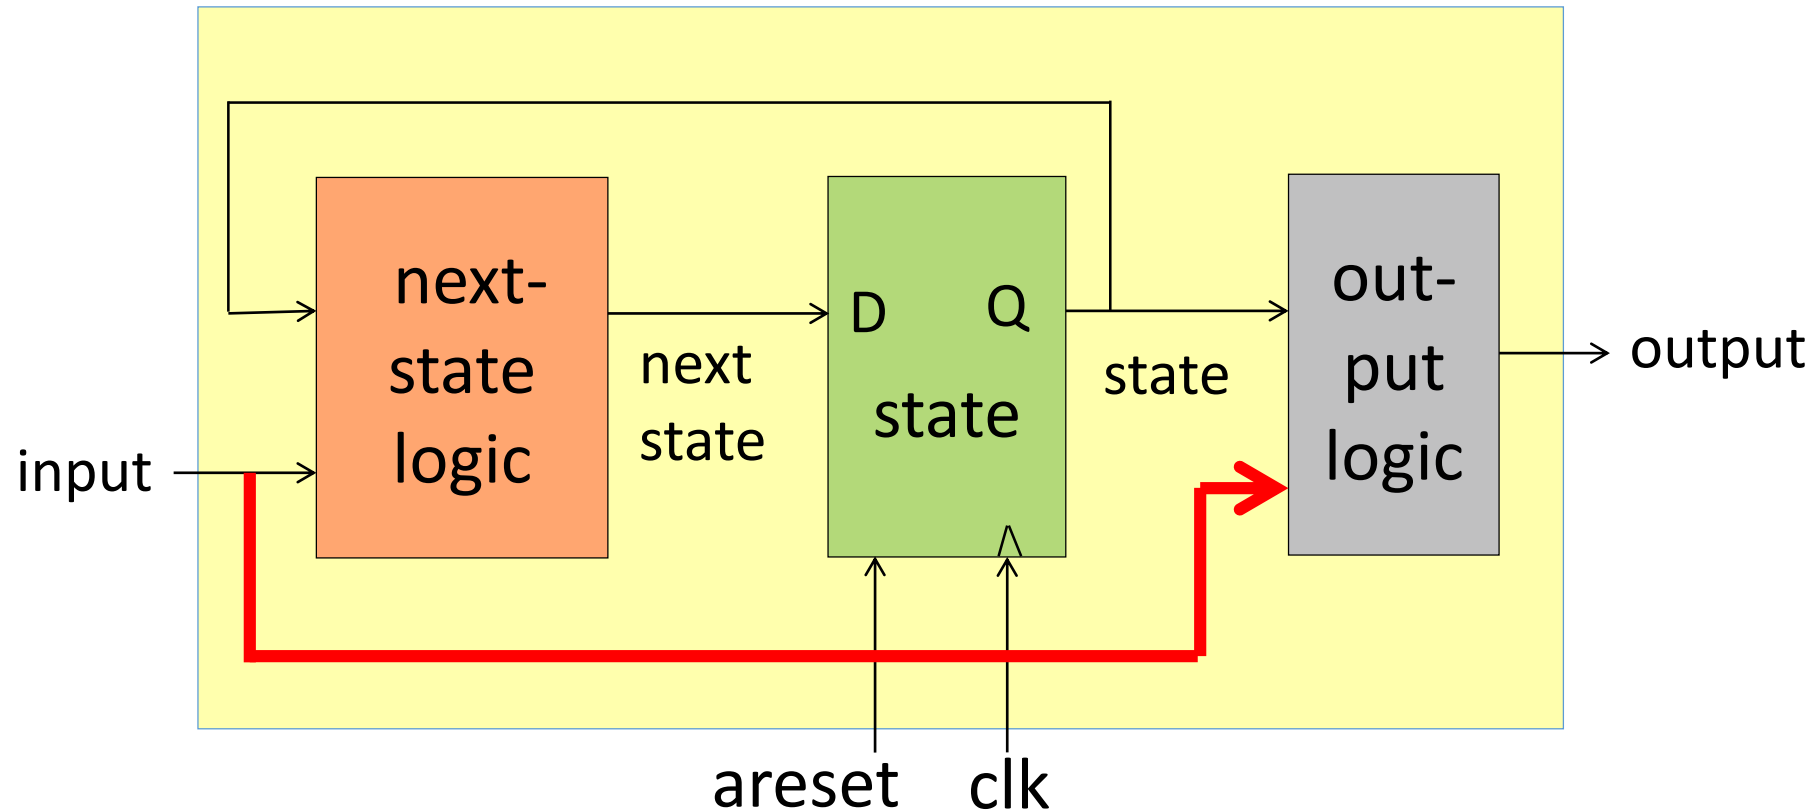 input
next-
state
logic
next
state
D
Q
state
state
out-
put
logic
output
areset
clk